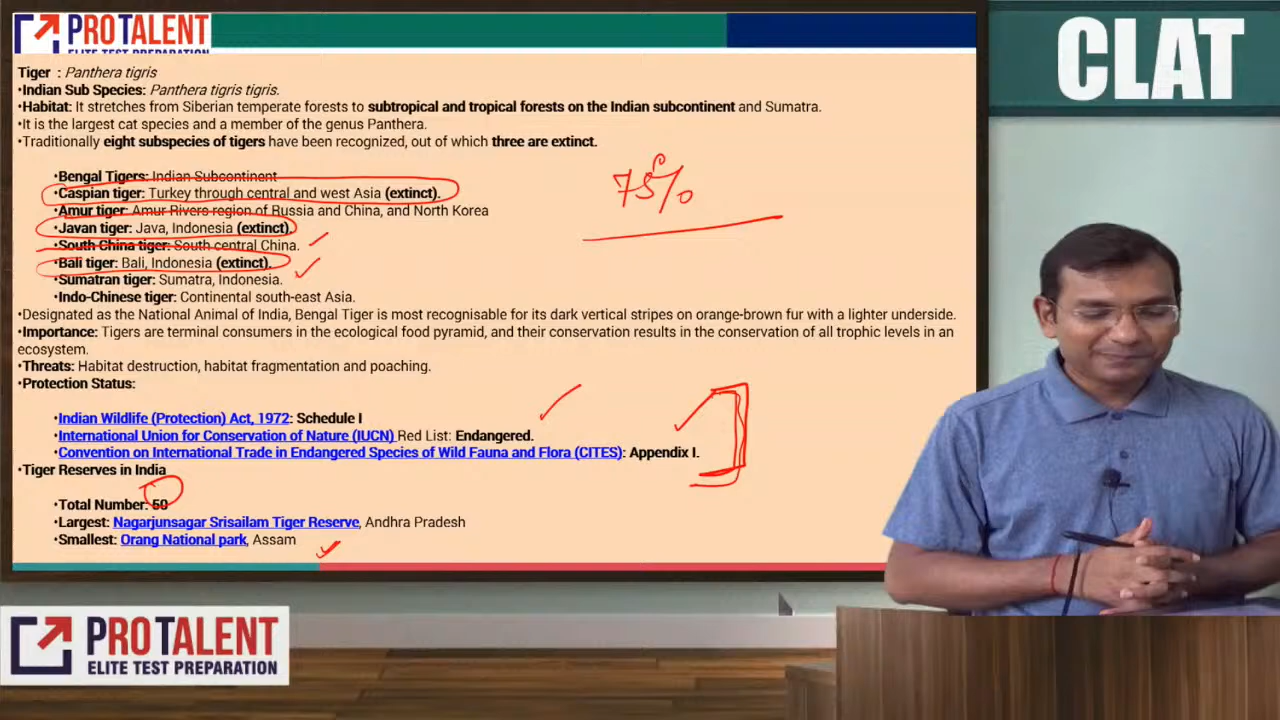 PROTALENT
ELITE TEST PREPARATION
CLAT
Tiger : Panthera tigris
•Indian Sub Species: Panthera tigris tigris.
•Habitat: It stretches from Siberian temperate forests to subtropical and tropical forests on the Indian subcontinent and Sumatra.
•It is the largest cat species and a member of the genus Panthera.
•Traditionally eight subspecies of tigers have been recognized, out of which three are extinct.
•Bengal Tigers: Indian Subcontinent
•Caspian tiger: Turkey through central and west Asia (extinct).
•Amur tiger: Amur Rivers region of Russia and China, and North Korea
•Javan tiger: Java, Indonesia (extinct).
•South China tiger: South central China.
•Bali tiger: Bali, Indonesia (extinct).
•Sumatran tiger: Sumatra, Indonesia.
•Indo-Chinese tiger: Continental south-east Asia.
75%
•Designated as the National Animal of India, Bengal Tiger is most recognisable for its dark vertical stripes on orange-brown fur with a lighter underside.
•Importance: Tigers are terminal consumers in the ecological food pyramid, and their conservation results in the conservation of all trophic levels in an
ecosystem.
•Threats: Habitat destruction, habitat fragmentation and poaching.
•Protection Status:
•Indian Wildlife (Protection) Act, 1972: Schedule I
•International Union for Conservation of Nature (IUCN) Red List: Endangered.
•Convention on International Trade in Endangered Species of Wild Fauna and Flora (CITES): Appendix I.
•Tiger Reserves in India
•Total Number: 50
•Largest: Nagarjunsagar Srisailam Tiger Reserve, Andhra Pradesh
•Smallest: Orang National park, Assam
PROTALENT
ELITE TEST PREPARATION